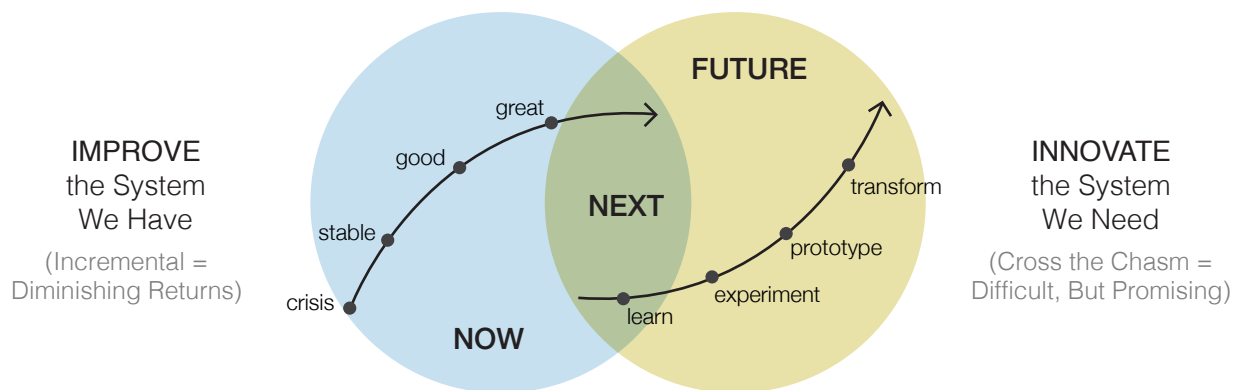 IMPROVE
the System
We Have
(Incremental =
Diminishing Returns)
crisis
stable
good
great
NOW
NEXT
FUTURE
learn
experiment
prototype
transform
INNOVATE
the System
We Need
(Cross the Chasm =
Difficult, But Promising)